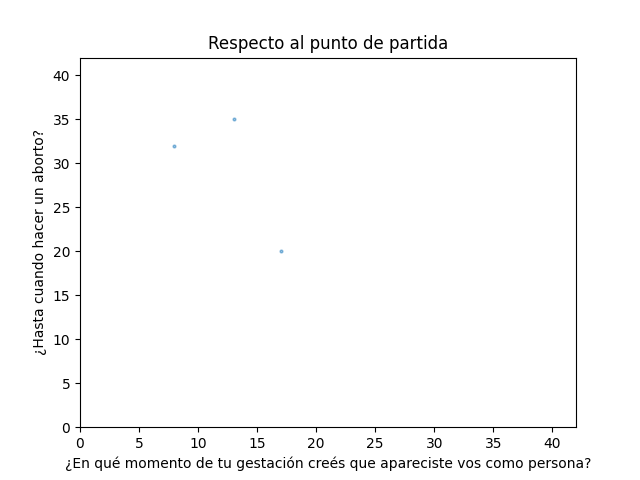 Respecto al punto de partida
¿Hasta cuando hacer un aborto?
40
35
30
25
20
15
10
5
0
0 5 10 15 20 25 30 35 40
¿En qué momento de tu gestación creés que apareciste vos como persona?